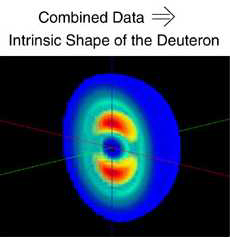 Combined Data ⇒
Intrinsic Shape of the Deuteron